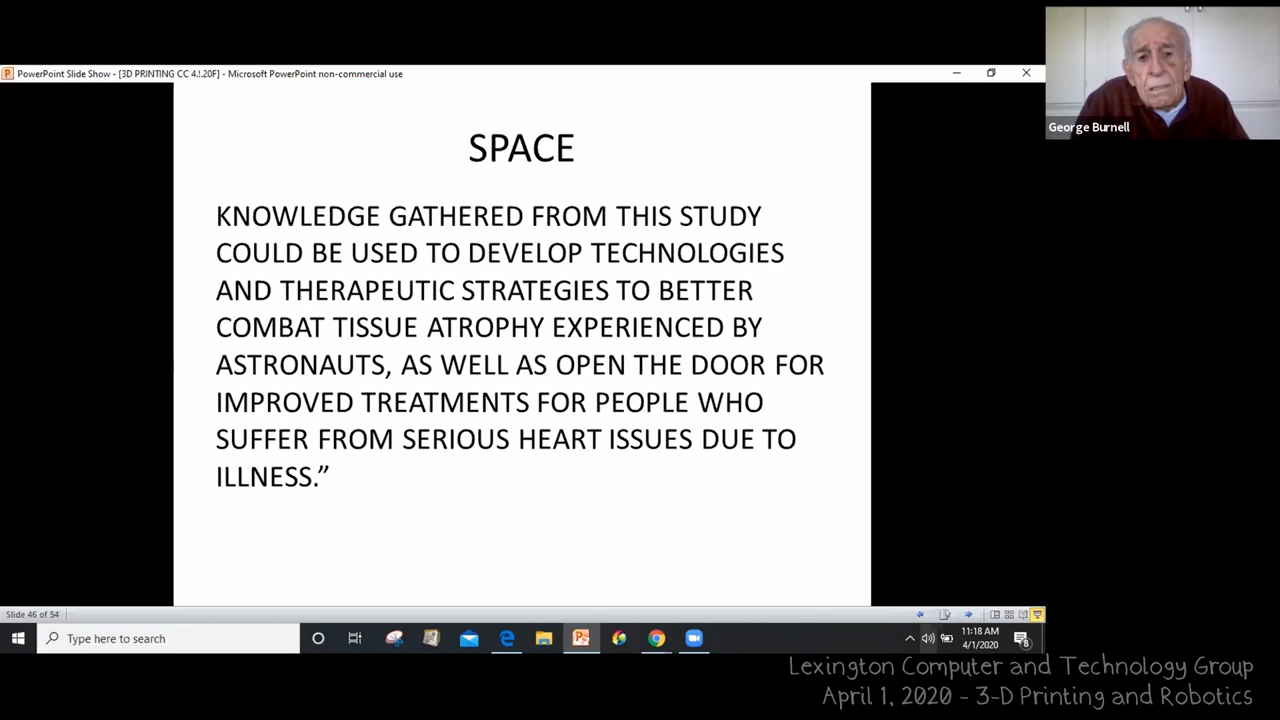 PowerPoint Slide Show - [3D PRINTING CC 4.!.20F] - Microsoft PowerPoint non-commercial use
George Burnell
SPACE
KNOWLEDGE GATHERED FROM THIS STUDY
COULD BE USED TO DEVELOP TECHNOLOGIES
AND THERAPEUTIC STRATEGIES TO BETTER
COMBAT TISSUE ATROPHY EXPERIENCED BY
ASTRONAUTS, AS WELL AS OPEN THE DOOR FOR
IMPROVED TREATMENTS FOR PEOPLE WHO
SUFFER FROM SERIOUS HEART ISSUES DUE TO
ILLNESS.”
Slide 46 of 54
Type here to search
11:18 AM
4/1/2020
8
Lexington Computer and Technology Group
April 1, 2020 - 3-D Printing and Robotics